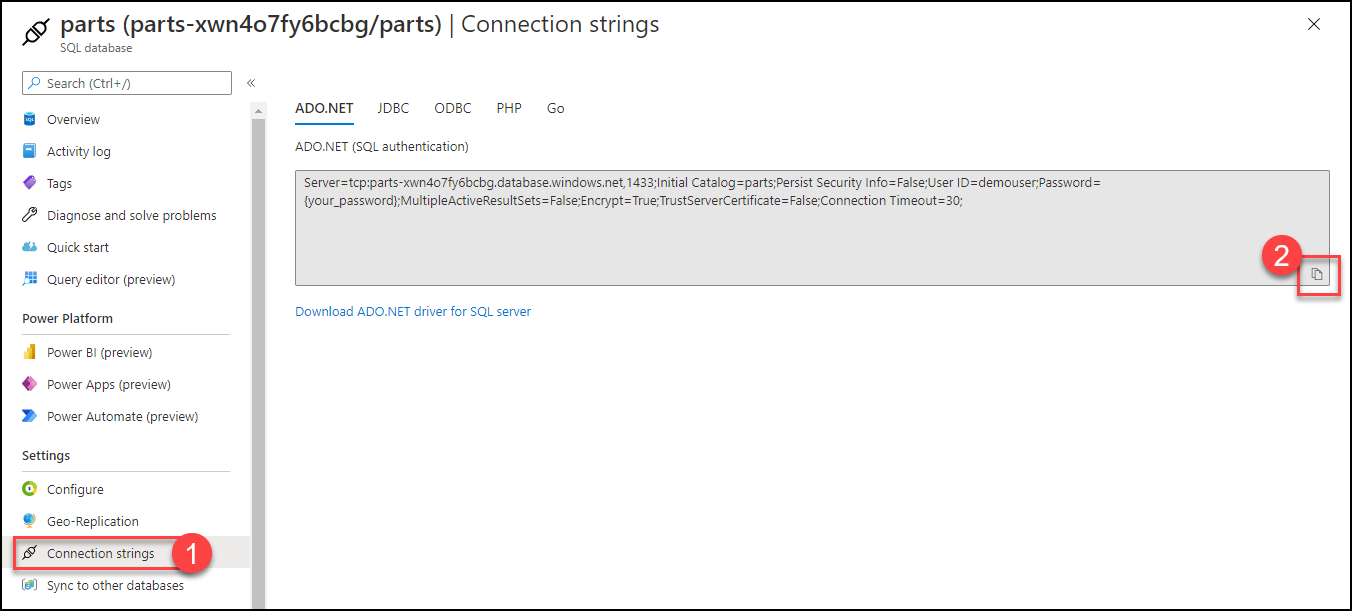 parts (parts-xwn4o7fy6bcbg/parts) | Connection strings
SQL database
Search (Ctrl+/)
«
Overview
Activity log
Tags
Diagnose and solve problems
Quick start
Query editor (preview)
Power Platform
Power BI (preview)
Power Apps (preview)
Power Automate (preview)
Settings
Configure
Geo-Replication
Connection strings
1
Sync to other databases
ADO.NET JDBC ODBC PHP Go
ADO.NET (SQL authentication)
Server=tcp:parts-xwn4o7fy6bcbg.database.windows.net,1433;Initial Catalog=parts;Persist Security Info=False;User ID=demouser;Password=
{your_password};MultipleActiveResultSets=False;Encrypt=True;TrustServerCertificate=False;Connection Timeout=30;
2
Download ADO.NET driver for SQL server